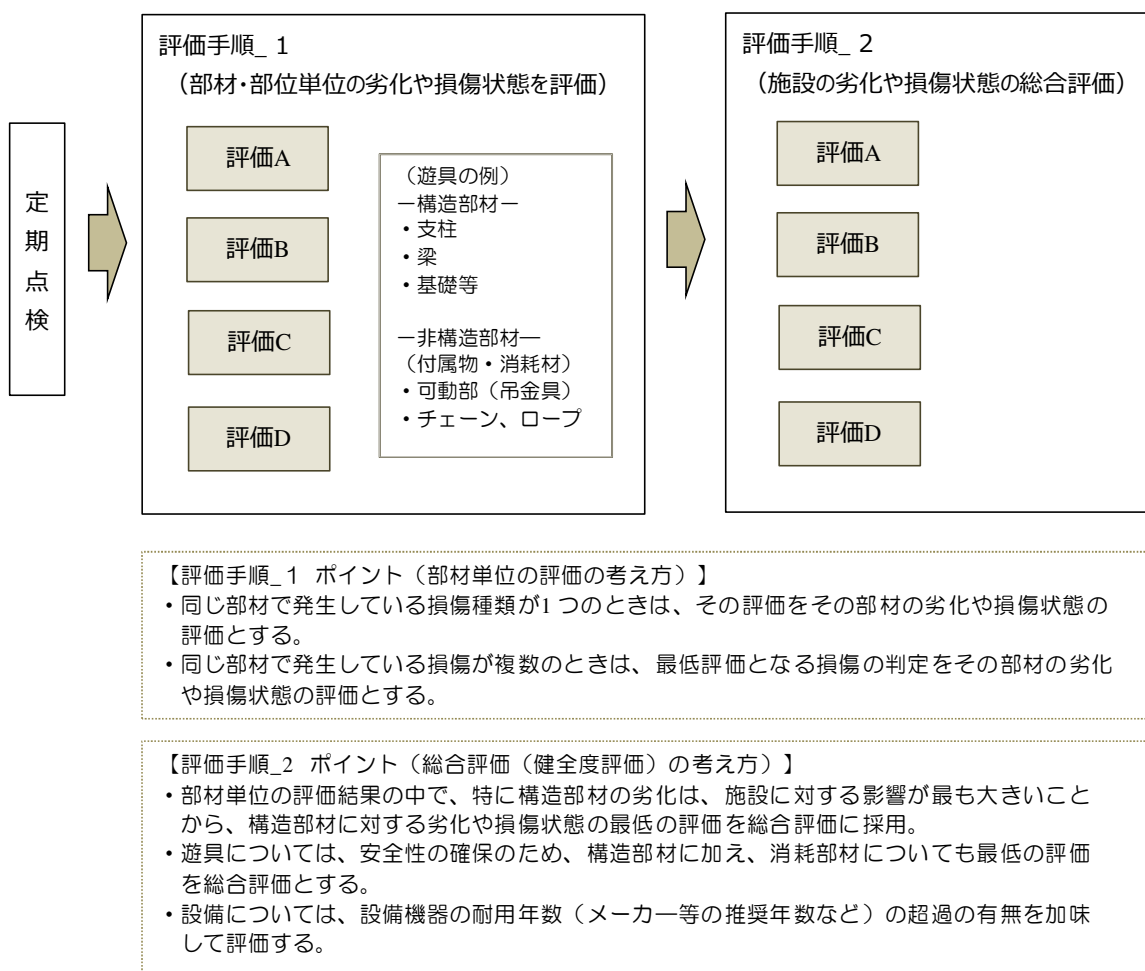 定期点検
評価手順_１
（部材・部位単位の劣化や損傷状態を評価）
評価A
評価B
評価C
評価D
（遊具の例）
－構造部材－
・支柱
・梁
・基礎等
－非構造部材―
（付属物・消耗材）
・可動部（吊金具）
・チェーン、ロープ
評価手順_２
（施設の劣化や損傷状態の総合評価）
評価A
評価B
評価C
評価D
【評価手順_１ ポイント（部材単位の評価の考え方）】
・同じ部材で発生している損傷種類が1つのときは、その評価をその部材の劣化や損傷状態の
評価とする。
・同じ部材で発生している損傷が複数のときは、最低評価となる損傷の判定をその部材の劣化
や損傷状態の評価とする。
【評価手順_2 ポイント（総合評価（健全度評価）の考え方）】
・部材単位の評価結果の中で、特に構造部材の劣化は、施設に対する影響が最も大きいこと
から、構造部材に対する劣化や損傷状態の最低の評価を総合評価に採用。
・遊具については、安全性の確保のため、構造部材に加え、消耗部材についても最低の評価
を総合評価とする。
・設備については、設備機器の耐用年数（メーカ―等の推奨年数など）の超過の有無を加味
して評価する。